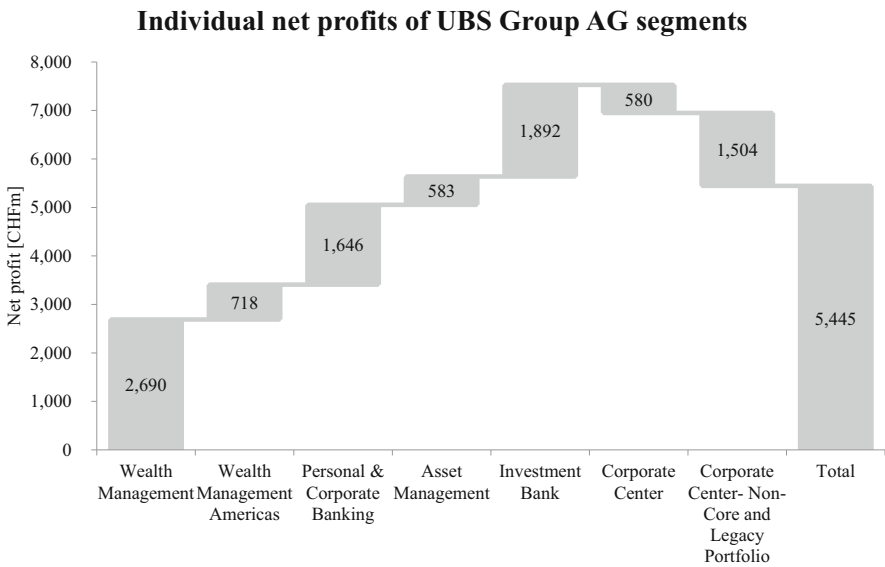 Individual net profits of UBS Group AG segments
Net profit [CHFm]
8,000
7,000
6,000
5,000
4,000
3,000
2,000
1,000
0
2,690
718
1,646
583
1,892
580
1,504
5,445
Wealth
Management
Wealth
Management
Americas
Personal &
Corporate
Banking
Asset
Management
Investment
Bank
Corporate
Center
Corporate
Center- Non-
Core and
Legacy
Portfolio
Total